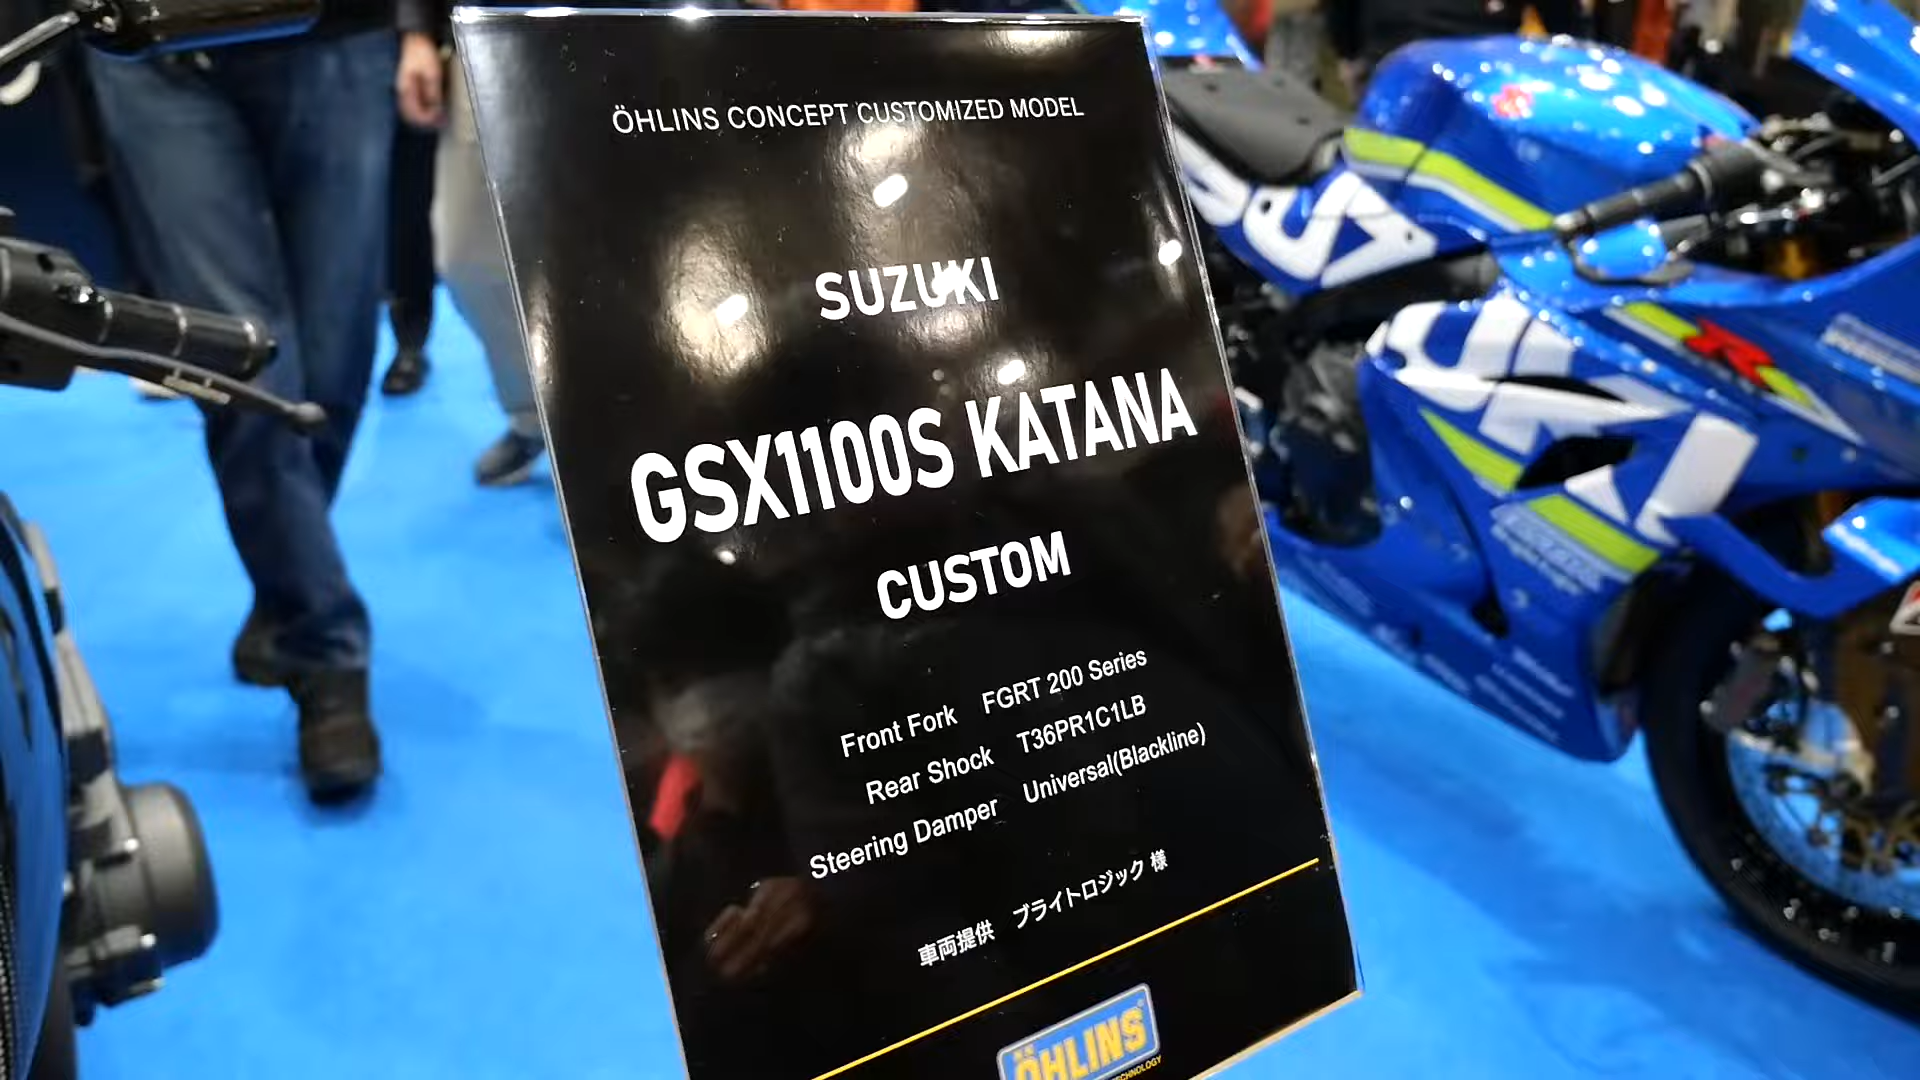 ÖHLINS CONCEPT CUSTOMIZED MODEL
SUZUKI
GSX1100S KATANA
CUSTOM
Front Fork FGRT 200 Series
Rear Shock T36PR1C1LB
Steering Damper Universal(Blackline)
車両提供 ブライトロジック 様
ÖHLINS
TECHNOLOGY
R